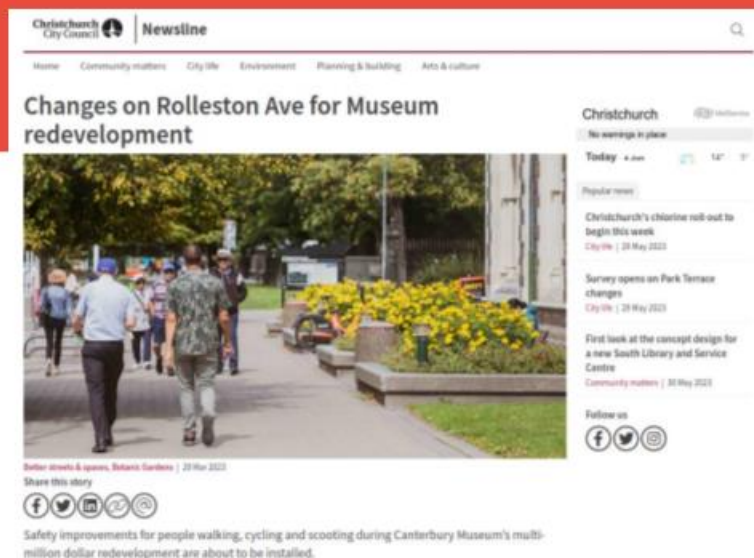 Christchurch
City Council
Newsline
Home Community matters City life Environment Planning & building Arts & culture
Changes on Rolleston Ave for Museum
redevelopment
Better streets & spaces, Botanic Gardens | 20 Mar 2023
Share this story
Safety improvements for people walking, cycling and scooting during Canterbury Museum's multi-
million dollar redevelopment are about to be installed.
Christchurch
No warnings in place
Today 14°
Popular news
Christchurch's chlorine roll-out to
begin this week
City life | 29 May 2023
Survey opens on Park Terrace
changes
City life | 29 May 2023
First look at the concept design for
a new South Library and Service
Centre
Community matters | 30 May 2023
Follow us